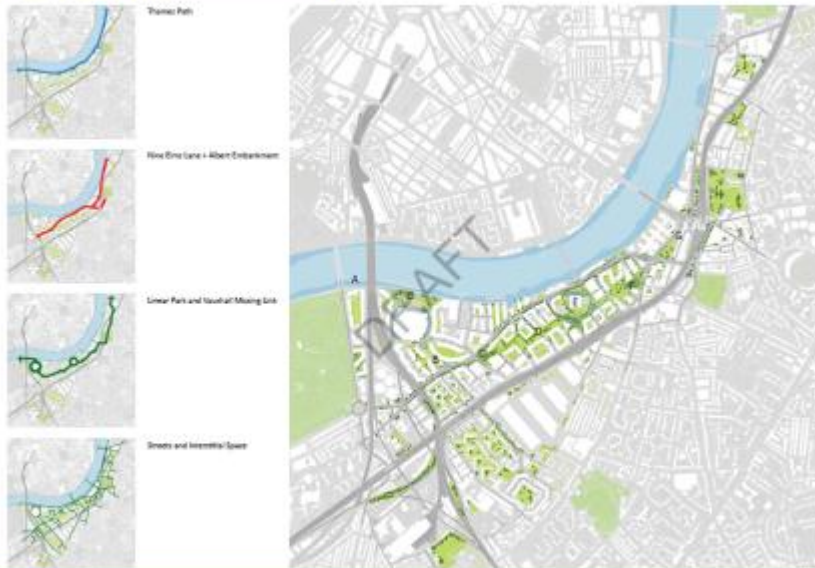 Thames Path
Nine Elms Lane + Albert Embankment
Linear Park and Vauxhall Missing Link
Streets and Interstitial Space
DRAFT
A